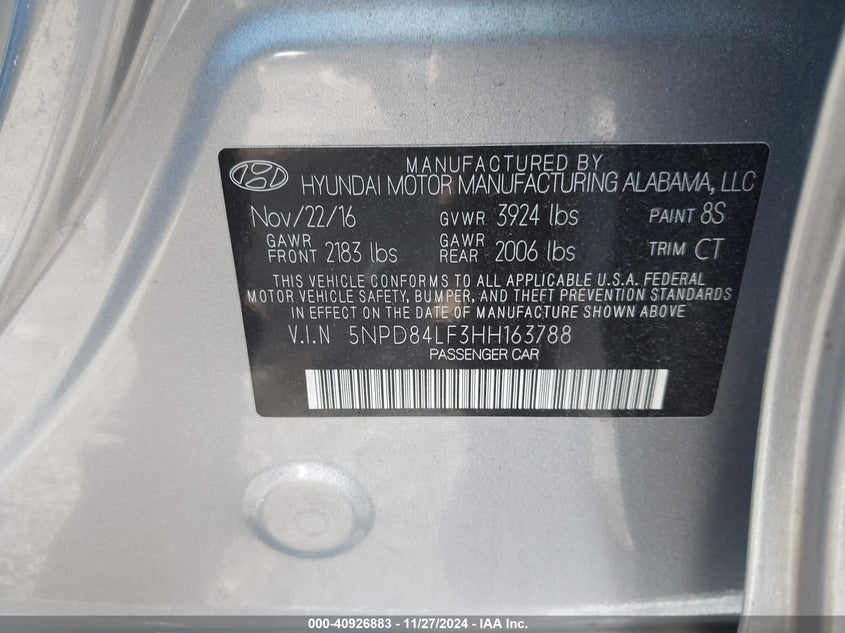 MANUFACTURED BY
HYUNDAI MOTOR MANUFACTURING ALABAMA, LLC
Nov/22/16 GVWR 3924 lbs PAINT 8S
GAWR FRONT 2183 lbs GAWR REAR 2006 lbs TRIM CT
THIS VEHICLE CONFORMS TO ALL APPLICABLE U.S.A. FEDERAL
MOTOR VEHICLE SAFETY, BUMPER, AND THEFT PREVENTION STANDARDS
IN EFFECT ON THE DATE OF MANUFACTURE SHOWN ABOVE
V.I.N 5NPD84LF3HH163788
PASSENGER CAR
000-40926883 - 11/27/2024 - IAA Inc.